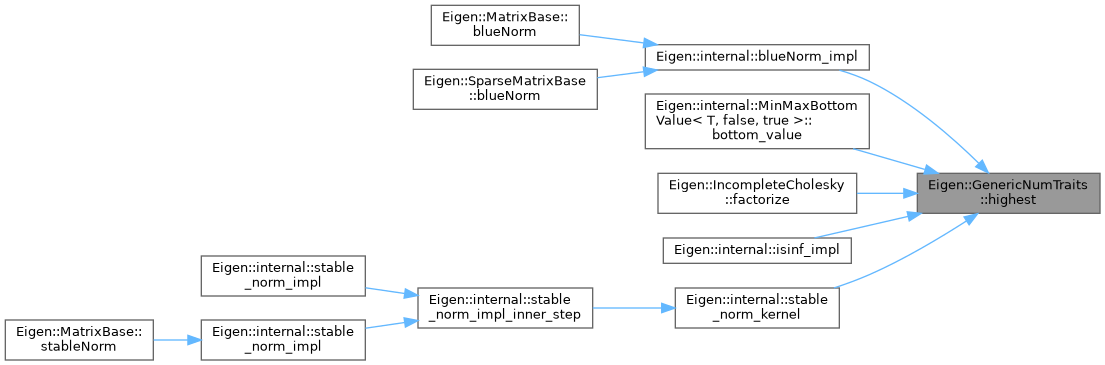 Eigen::MatrixBase::
blueNorm
Eigen::internal::blueNorm_impl
Eigen::SparseMatrixBase
::blueNorm
Eigen::internal::MinMaxBottom
Value< T, false, true >::
bottom_value
Eigen::IncompleteCholesky
::factorize
Eigen::GenericNumTraits
::highest
Eigen::internal::isinf_impl
Eigen::internal::stable
_norm_impl
Eigen::internal::stable
_norm_impl_inner_step
Eigen::internal::stable
_norm_kernel
Eigen::MatrixBase::
stableNorm
Eigen::internal::stable
_norm_impl